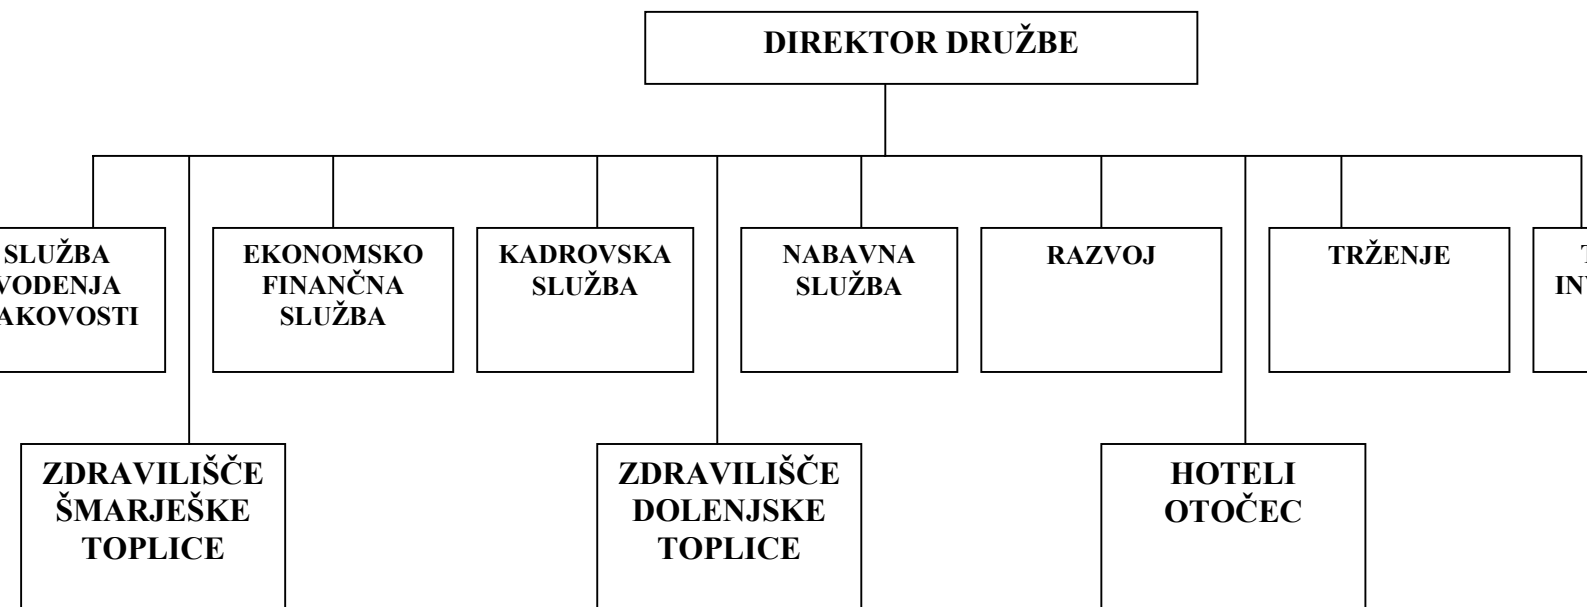 DIREKTOR DRUŽBE
SLUŽBA
VODENJA
AKOVOSTI
EKONOMSKO
FINANČNA
SLUŽBA
KADROVSKA
SLUŽBA
NABAVNA
SLUŽBA
RAZVOJ
TRŽENJE
ZDRAVILIŠČE
ŠMARJEŠKE
TOPLICE
ZDRAVILIŠČE
DOLENJSKE
TOPLICE
HOTELI
OTOČEC